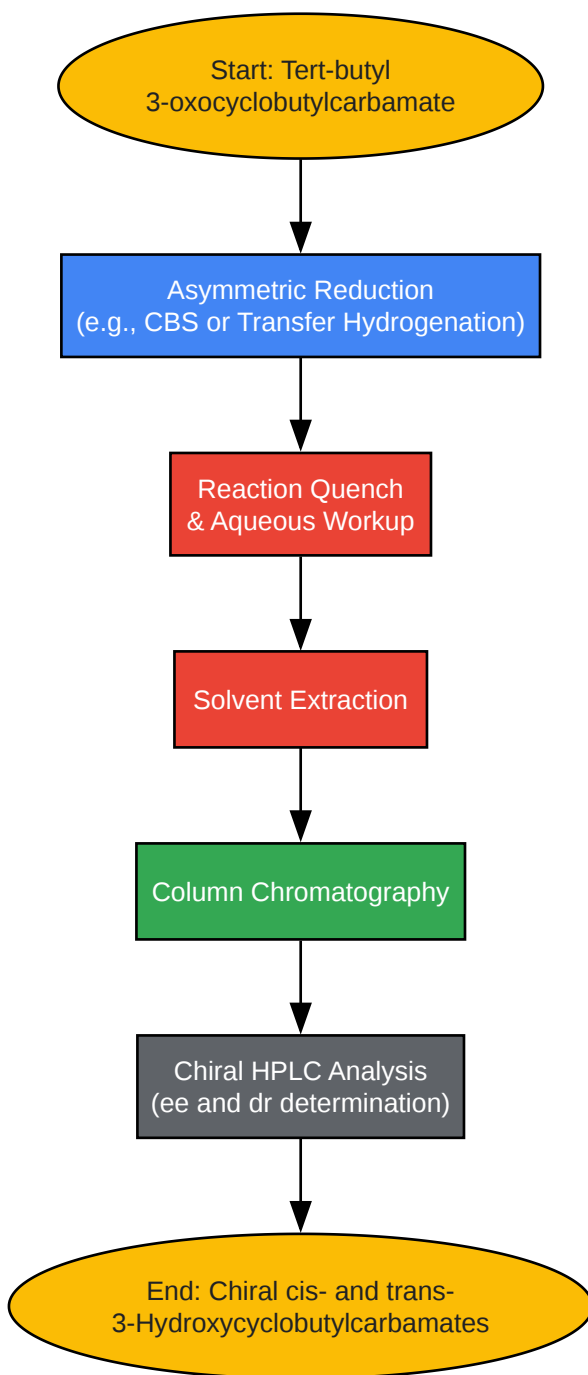 Start: Tert-butyl
3-oxocyclobutylcarbamate
Asymmetric Reduction
(e.g., CBS or Transfer Hydrogenation)
Reaction Quench
& Aqueous Workup
Solvent Extraction
Column Chromatography
Chiral HPLC Analysis
(ee and dr determination)
End: Chiral cis- and trans-
3-Hydroxycyclobutylcarbamates